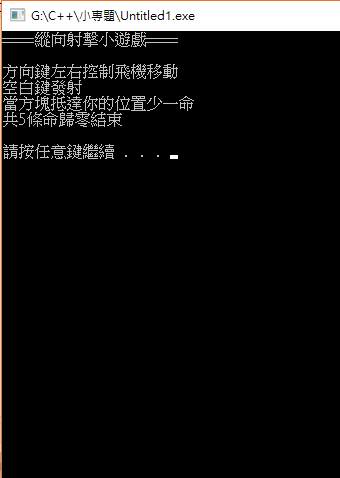 G:\C++\小專題\Untitled1.exe
═══縱向射擊小遊戲═══
方向鍵左右控制飛機移動
空白鍵發射
當方塊抵達你的位置少一命
共5條命歸零結束
請按任意鍵繼續 . . .